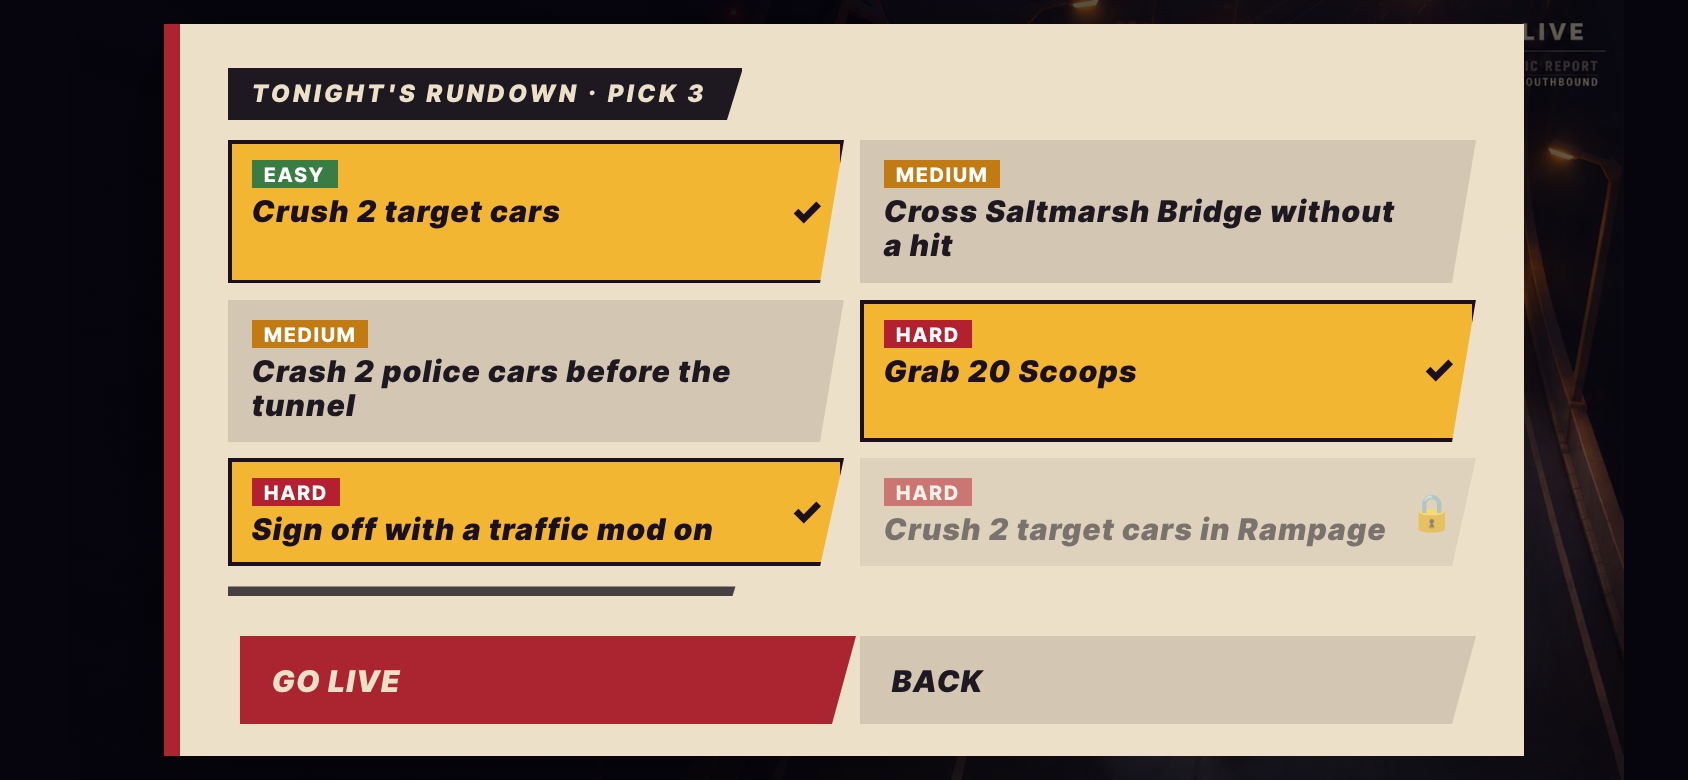 LIVE
IC REPORT
OUTHBOUND
TONIGHT'S RUNDOWN · PICK 3
EASY
Crush 2 target cars
MEDIUM
Cross Saltmarsh Bridge without
a hit
MEDIUM
Crash 2 police cars before the
tunnel
HARD
Grab 20 Scoops
HARD
Sign off with a traffic mod on
HARD
Crush 2 target cars in Rampage
GO LIVE
BACK